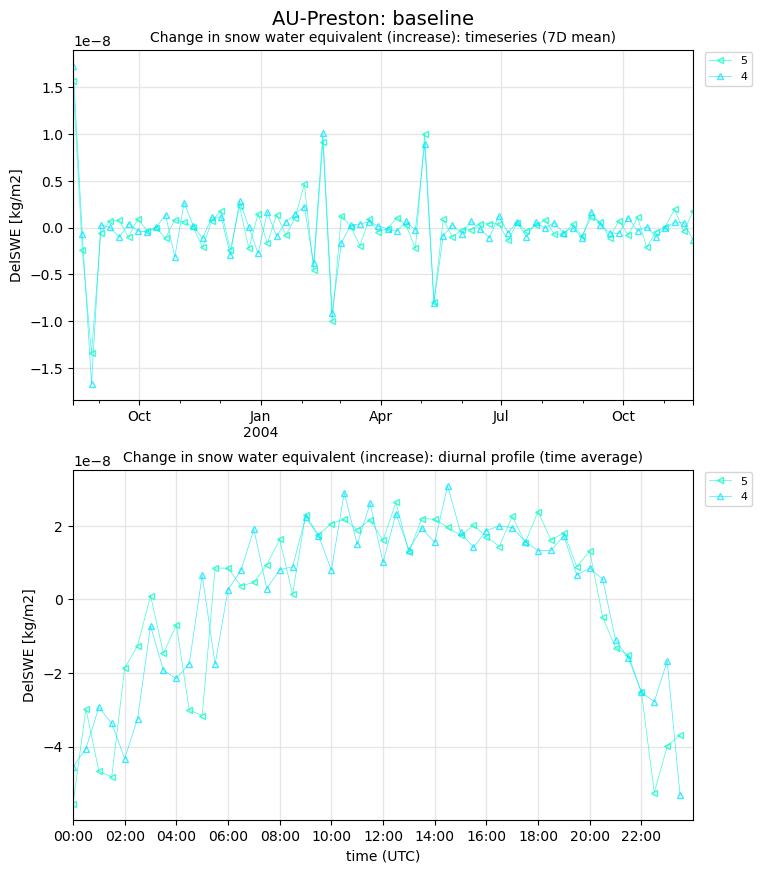 AU-Preston: baseline
Change in snow water equivalent (increase): timeseries (7D mean)
1e−8
5
4
1.5
1.0
0.5
0.0
−0.5
−1.0
−1.5
DelSWE [kg/m2]
Oct
Jan
2004
Apr
Jul
Oct
Change in snow water equivalent (increase): diurnal profile (time average)
1e−8
5
4
2
0
−2
−4
DelSWE [kg/m2]
00:00
02:00
04:00
06:00
08:00
10:00
12:00
14:00
16:00
18:00
20:00
22:00
time (UTC)